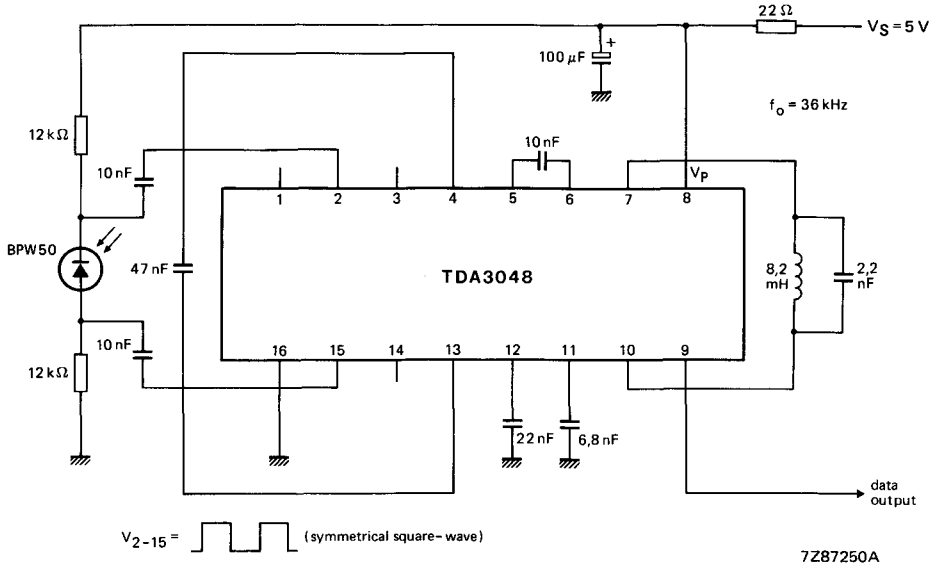 22 Ω
V_S = 5 V
100 μF
+
f_o = 36 kHz
12 kΩ
10 nF
10 nF
1 2 3 4 5 6 7 8
V_P
BPW50
47 nF
TDA3048
8,2 mH
2,2 nF
10 nF
16 15 14 13 12 11 10 9
12 kΩ
22 nF
6,8 nF
data
output
V_2-15 = (symmetrical square-wave)
7Z87250A